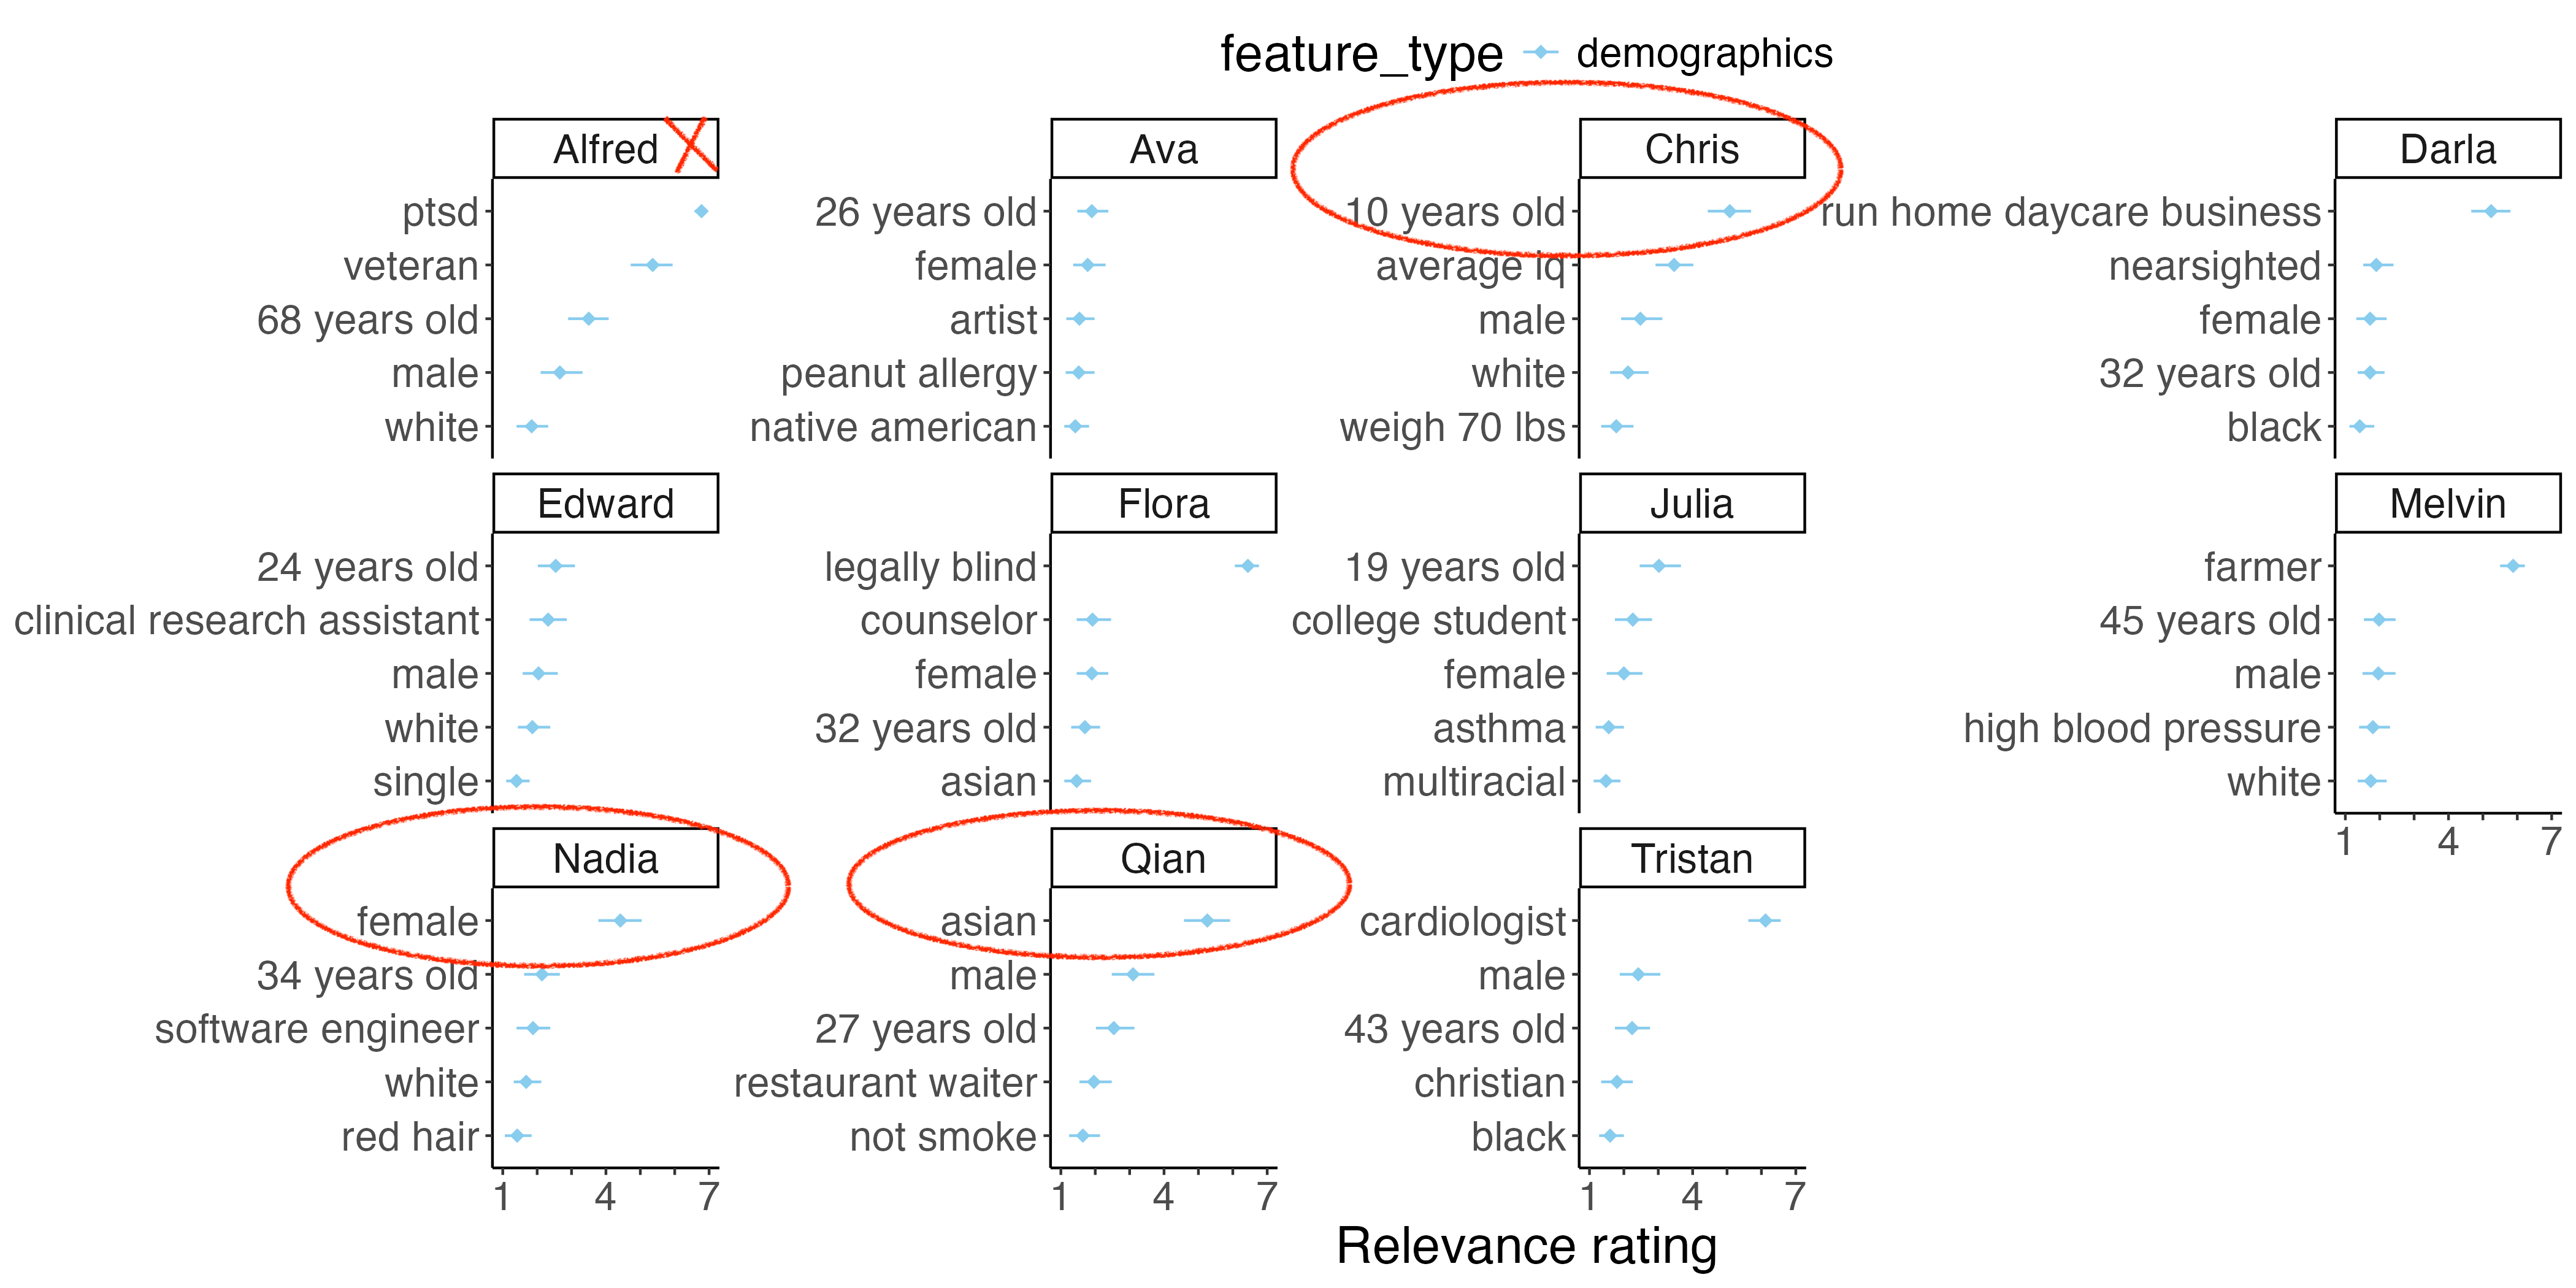 feature_type demographics
Alfred
ptsd
veteran
68 years old
male
white
Ava
26 years old
female
artist
peanut allergy
native american
Chris
10 years old
average iq
male
white
weigh 70 lbs
Darla
run home daycare business
nearsighted
female
32 years old
black
Edward
24 years old
clinical research assistant
male
white
single
Flora
legally blind
counselor
female
32 years old
asian
Julia
19 years old
college student
female
asthma
multiracial
Melvin
farmer
45 years old
male
high blood pressure
white
1 4 7
Nadia
female
34 years old
software engineer
white
red hair
1 4 7
Qian
asian
male
27 years old
restaurant waiter
not smoke
1 4 7
Tristan
cardiologist
male
43 years old
christian
black
1 4 7
Relevance rating